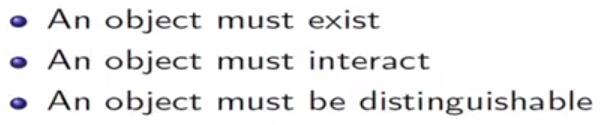 An object must exist
An object must interact
An object must be distinguishable